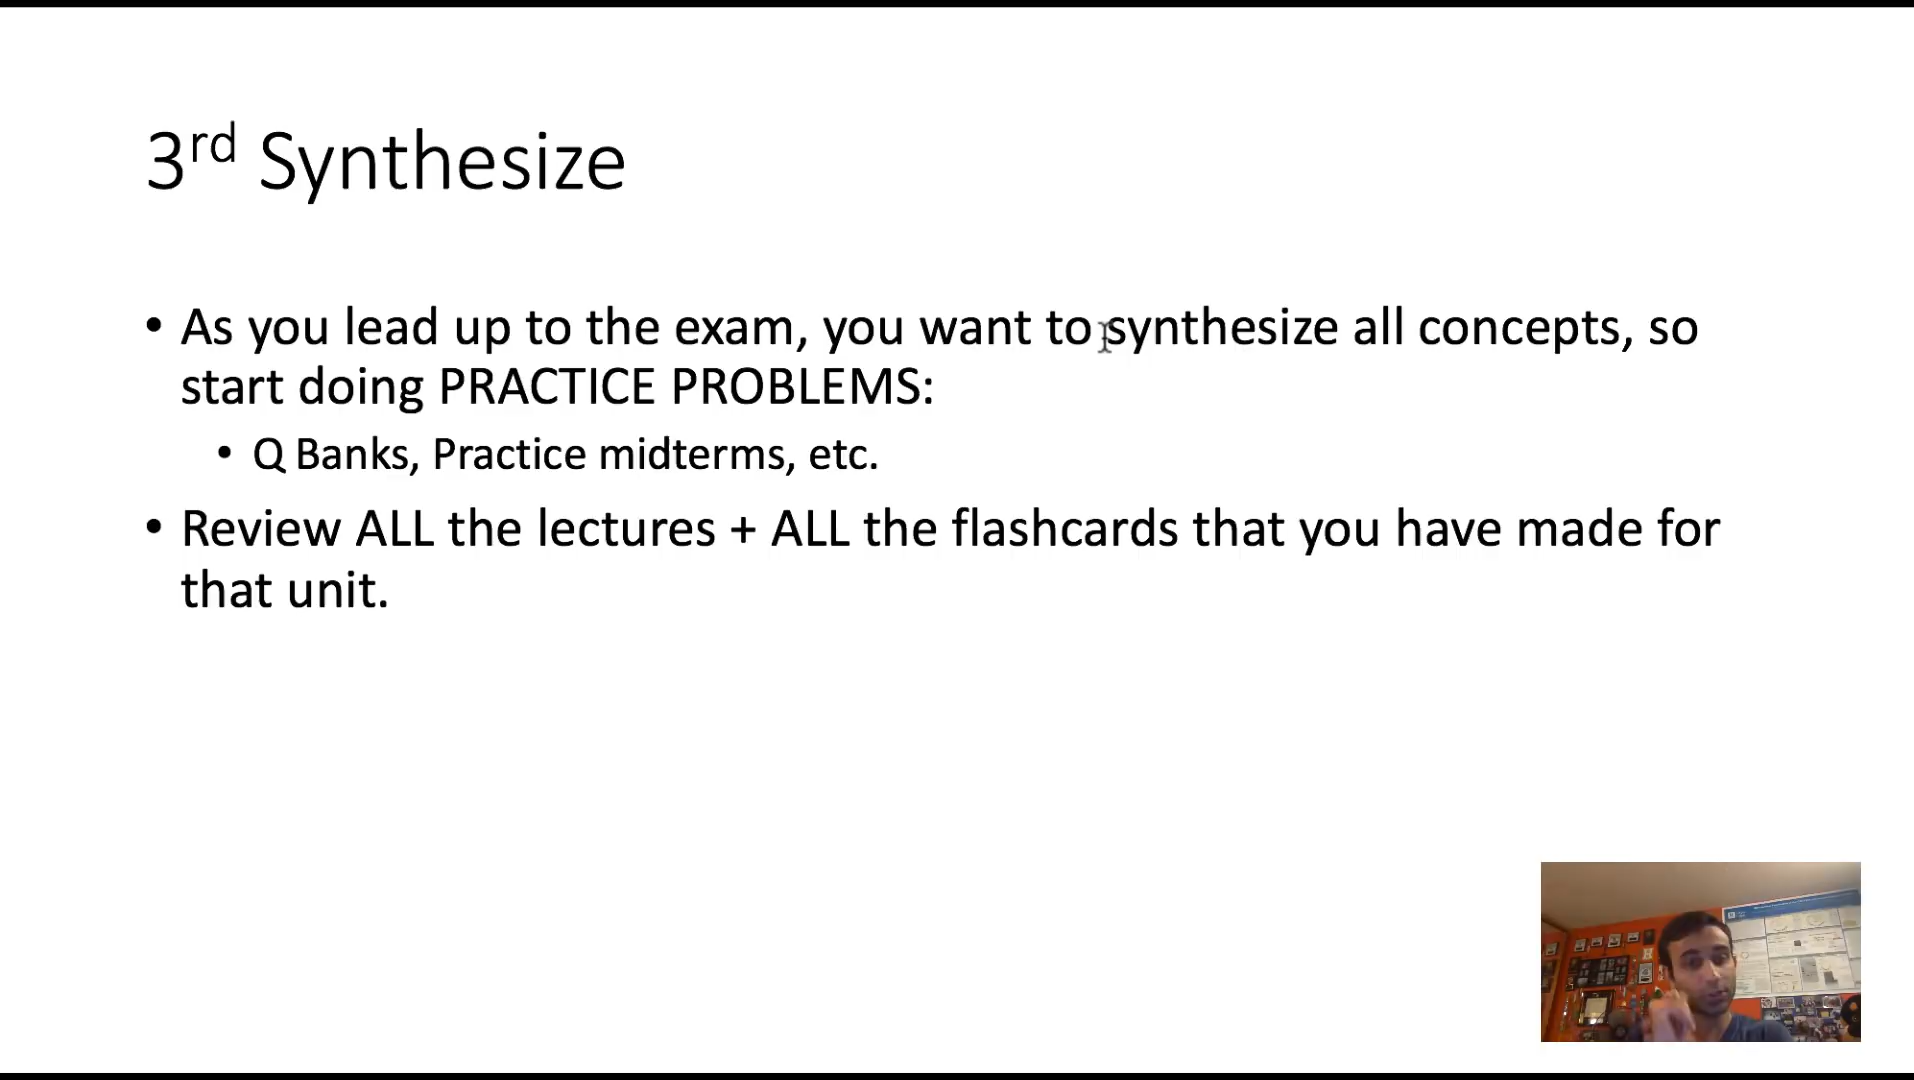 3rd Synthesize
• As you lead up to the exam, you want to synthesize all concepts, so
start doing PRACTICE PROBLEMS:
• Q Banks, Practice midterms, etc.
• Review ALL the lectures + ALL the flashcards that you have made for
that unit.